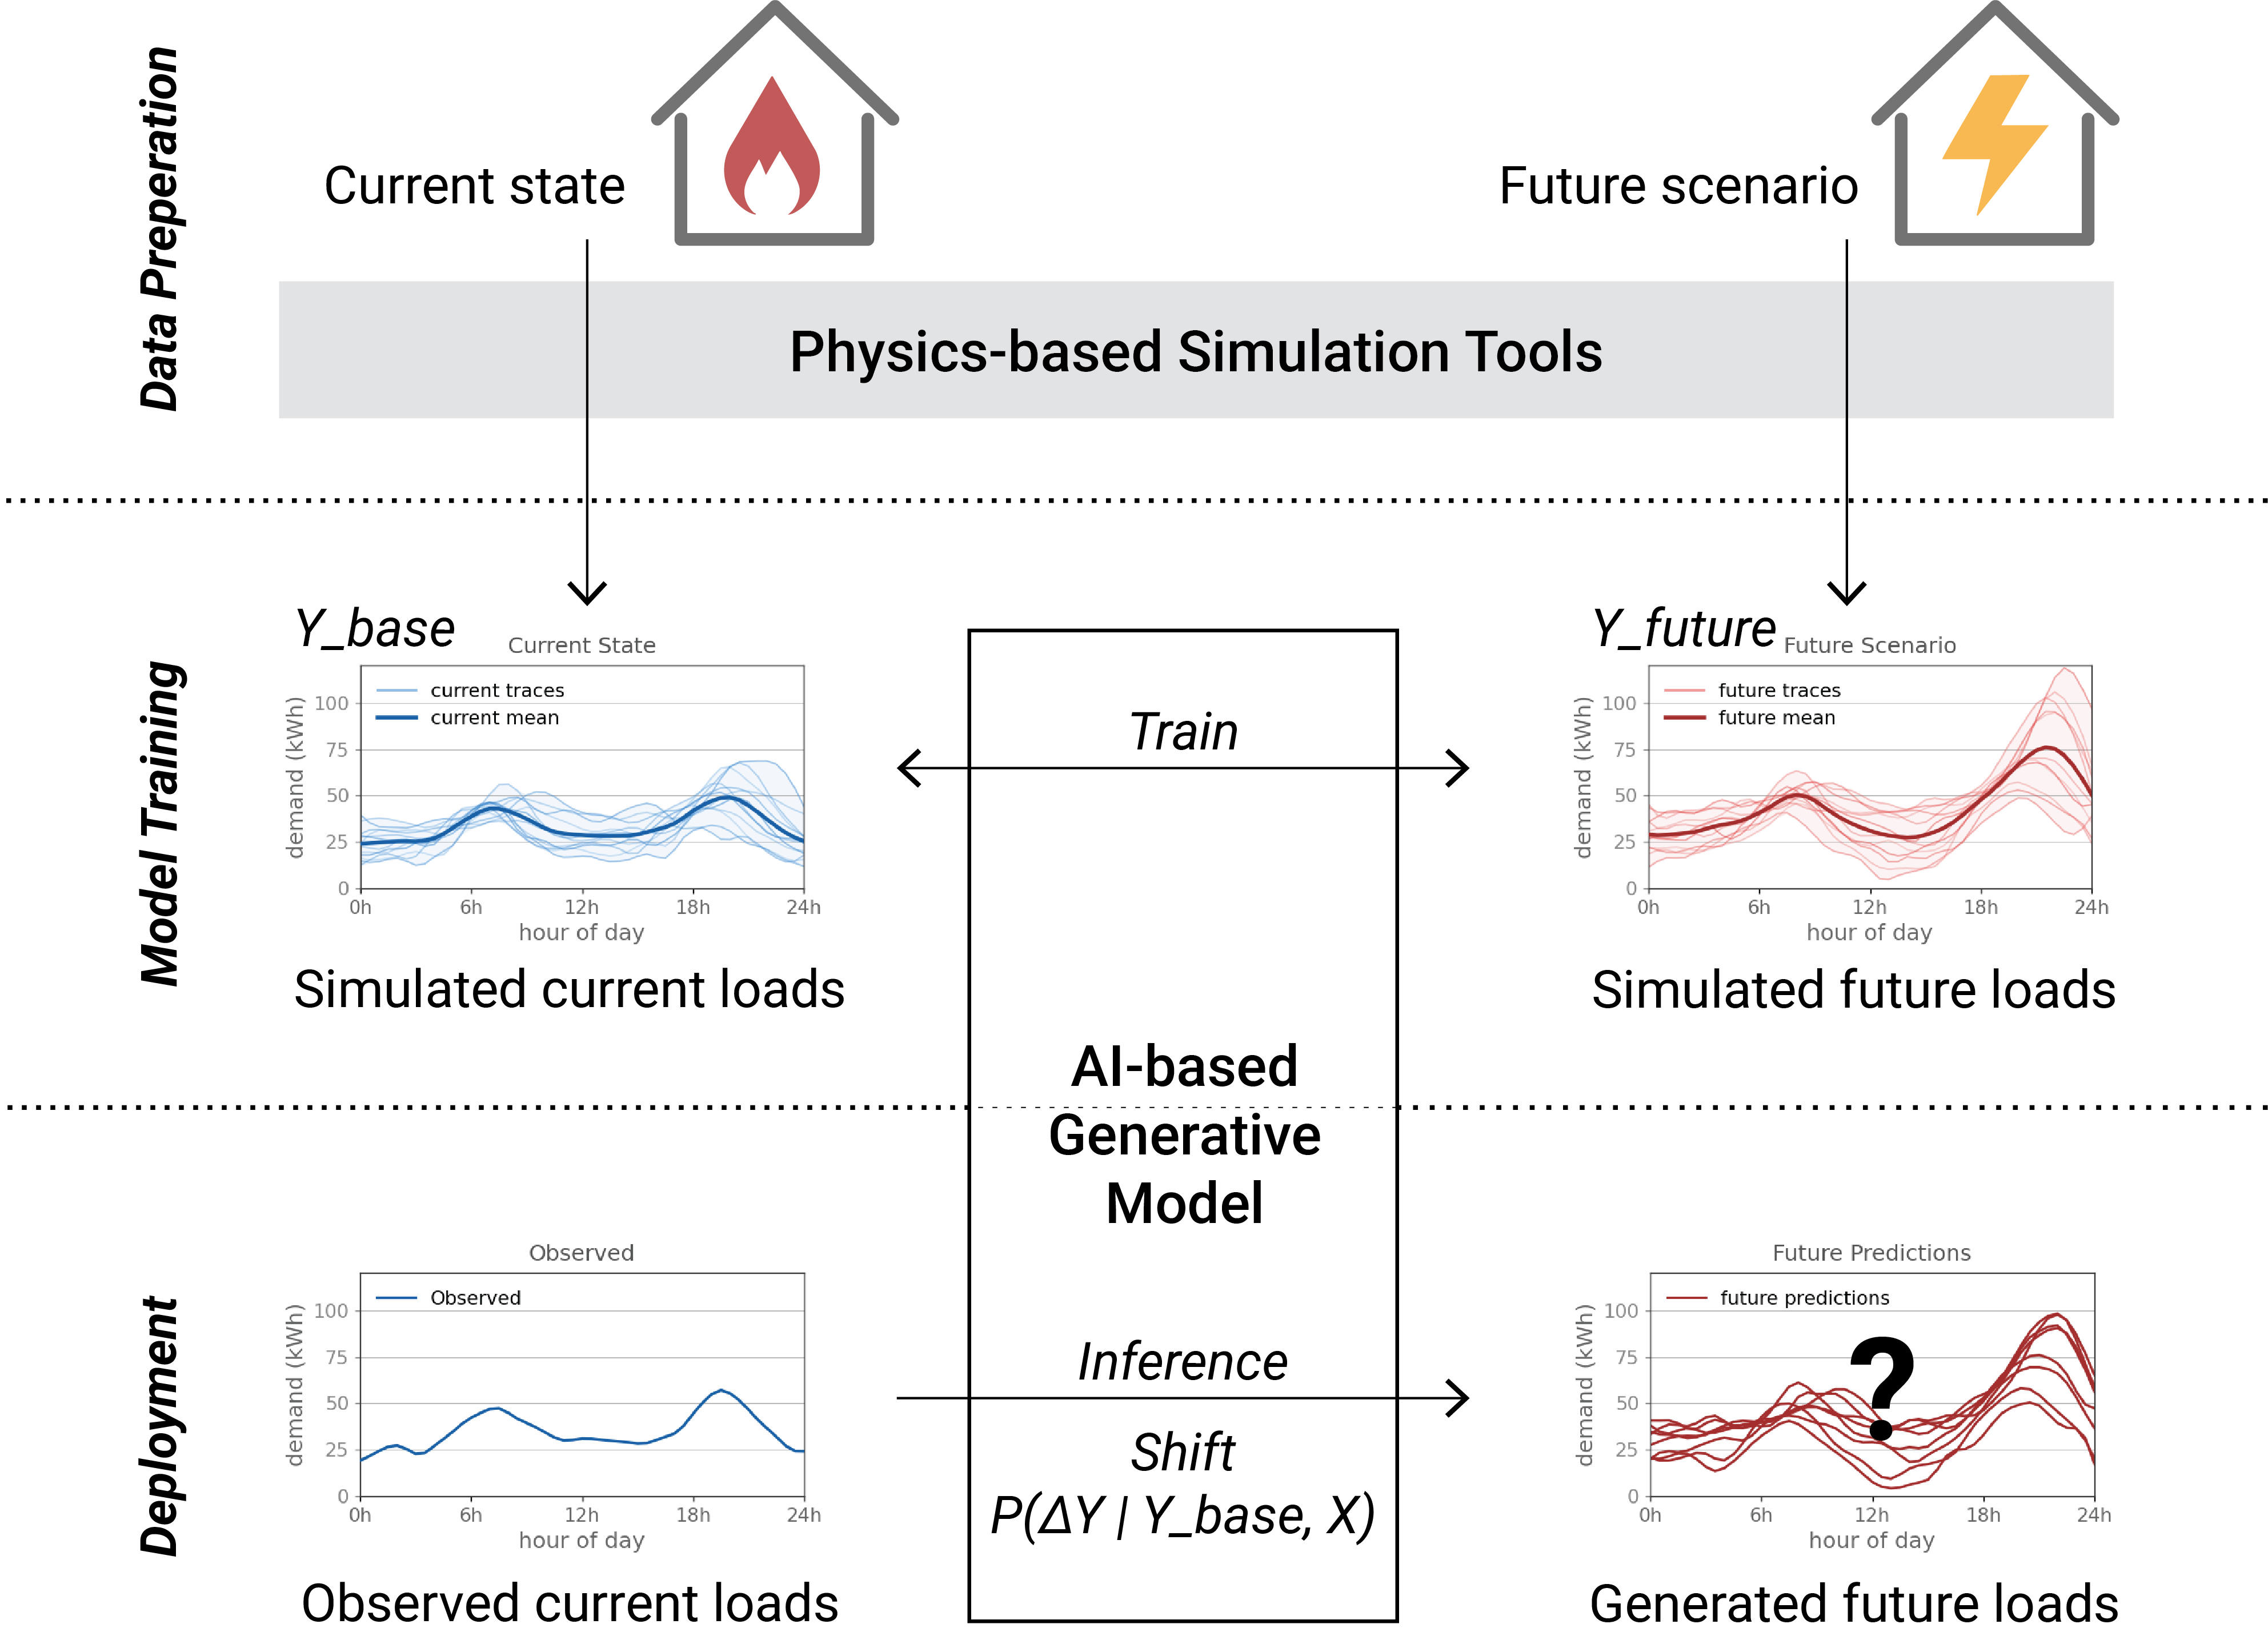 Data Preperation
Current state
Future scenario
Physics-based Simulation Tools
Model Training
Y_base
Current State
current traces
current mean
demand (kWh)
100
75
50
25
0
0h 6h 12h 18h 24h
hour of day
Simulated current loads
Train
Y_future
Future Scenario
future traces
future mean
demand (kWh)
100
75
50
25
0
0h 6h 12h 18h 24h
hour of day
Simulated future loads
AI-based
Generative
Model
Deployment
Observed
Observed
demand (kWh)
100
75
50
25
0
0h 6h 12h 18h 24h
hour of day
Observed current loads
Inference
Shift
P(ΔY | Y_base, X)
Future Predictions
future predictions
?
demand (kWh)
100
75
50
25
0
0h 6h 12h 18h 24h
hour of day
Generated future loads